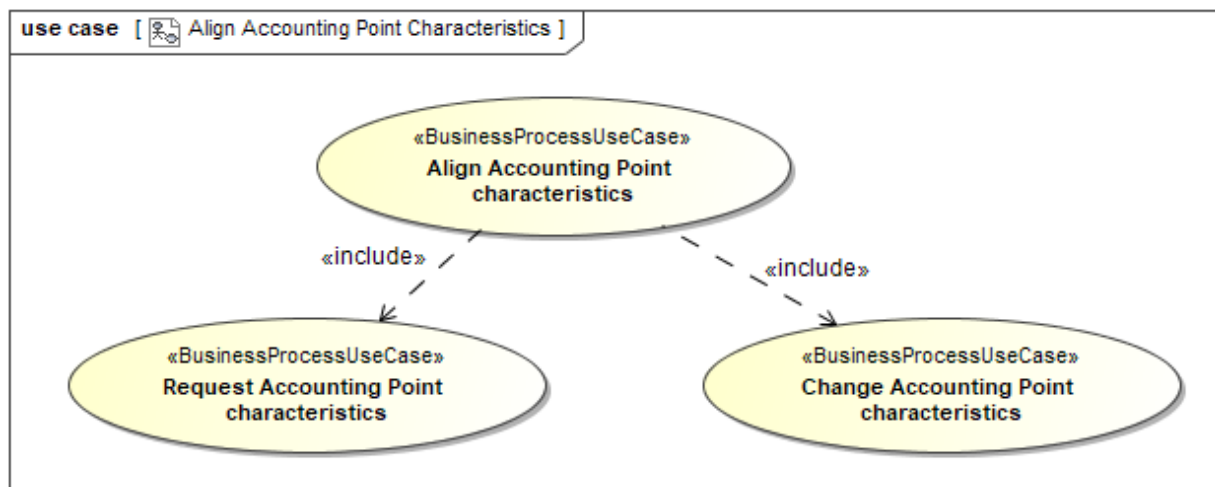 use case [ Align Accounting Point Characteristics ]
«BusinessProcessUseCase»
Align Accounting Point
characteristics
«include»
«include»
«BusinessProcessUseCase»
Request Accounting Point
characteristics
«BusinessProcessUseCase»
Change Accounting Point
characteristics